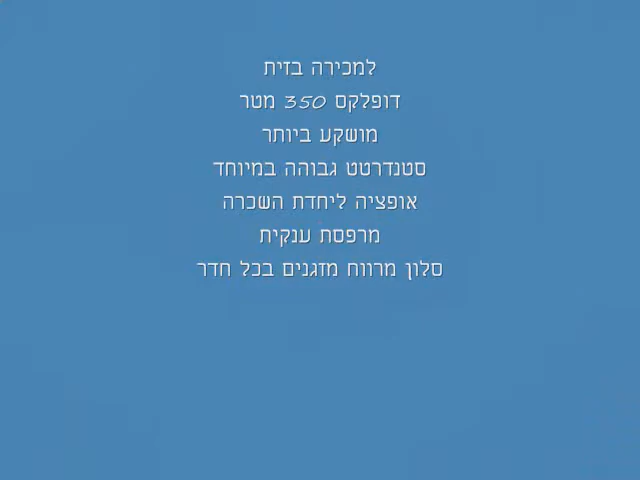 למכירה בזית
דופלקס 350 מטר
מושקע ביותר
סטנדרטט גבוהה במיוחד
אופציה ליחדת השכרה
מרפסת ענקית
סלון מרווח מזגנים בכל חדר